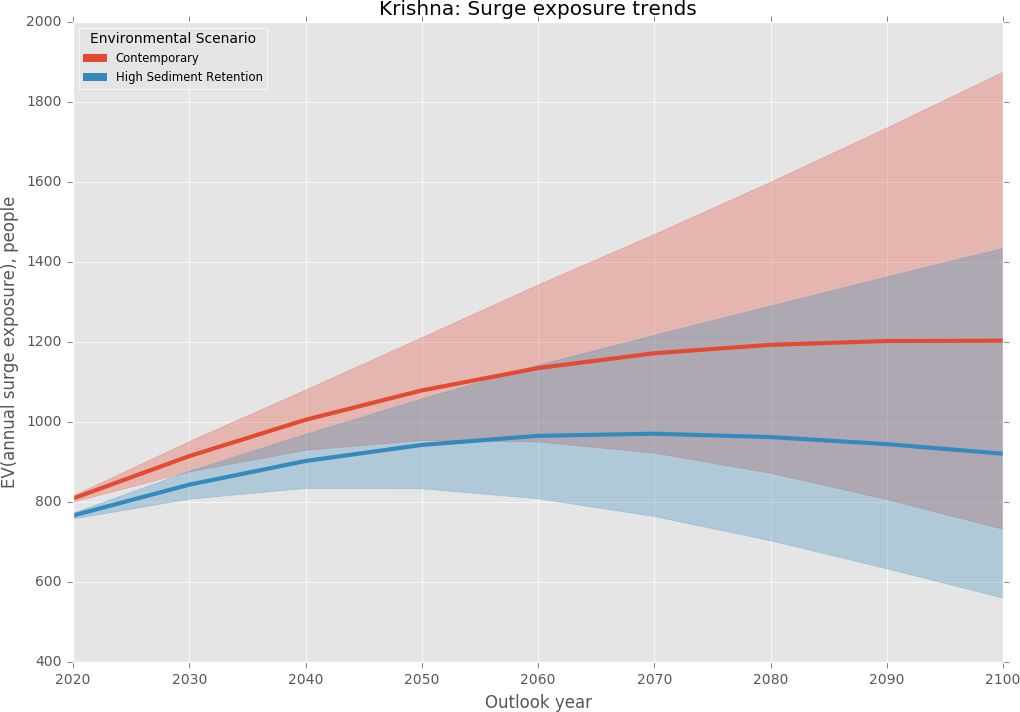 Krishna: Surge exposure trends
2000
1800
1600
1400
1200
1000
800
600
400
EV(annual surge exposure), people
Environmental Scenario
Contemporary
High Sediment Retention
2020 2030 2040 2050 2060 2070 2080 2090 2100
Outlook year